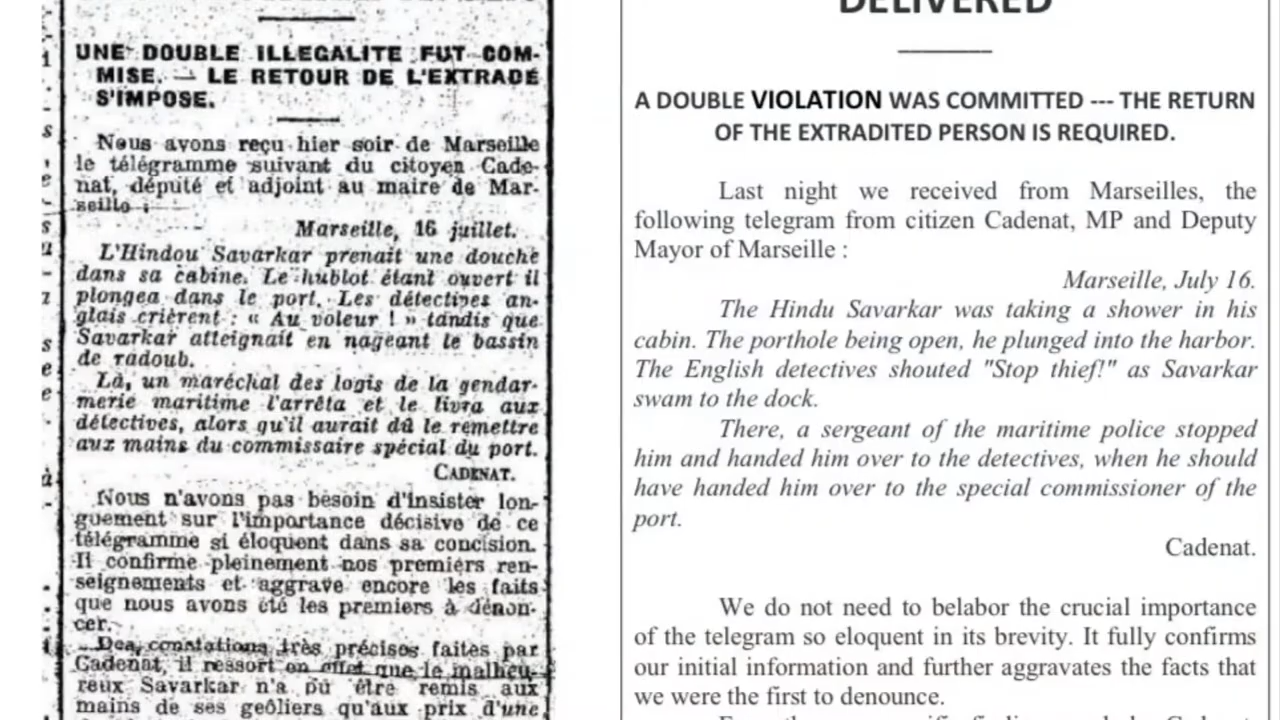 UNE DOUBLE ILLEGALITE FUT COM-
MISE. — LE RETOUR DE L'EXTRADÉ
S'IMPOSE.
Nous avons reçu hier soir de Marseille
le télégramme suivant du citoyen Cade-
nat, député et adjoint au maire de Mar-
seille :
Marseille, 16 juillet.
L'Hindou Savarkar prenait une douche
dans sa cabine. Le hublot étant ouvert il
plongea dans le port. Les détectives an-
glais crièrent : « Au voleur ! » tandis que
Savarkar atteignait en nageant le bassin
de radoub.
Là, un maréchal des logis de la gendar-
merie maritime l'arrêta et le livra aux
détectives, alors qu'il aurait dû le remettre
aux mains du commissaire spécial du port.
CADENAT.
Nous n'avons pas besoin d'insister lon-
guement sur l'importance décisive de ce
télégramme si éloquent dans sa concision.
Il confirme pleinement nos premiers ren-
seignements et aggrave encore les faits
que nous avons été les premiers à dénon-
cer.
Des constations très précises faites par
Cadenat, il ressort en effet que le malheu-
reux Savarkar n'a pu être remis aux
mains de ses geôliers qu'aux prix d'une
DELIVERED
A DOUBLE VIOLATION WAS COMMITTED --- THE RETURN
OF THE EXTRADITED PERSON IS REQUIRED.
Last night we received from Marseilles, the
following telegram from citizen Cadenat, MP and Deputy
Mayor of Marseille :
Marseille, July 16.
The Hindu Savarkar was taking a shower in his
cabin. The porthole being open, he plunged into the harbor.
The English detectives shouted "Stop thief!" as Savarkar
swam to the dock.
There, a sergeant of the maritime police stopped
him and handed him over to the detectives, when he should
have handed him over to the special commissioner of the
port.
Cadenat.
We do not need to belabor the crucial importance
of the telegram so eloquent in its brevity. It fully confirms
our initial information and further aggravates the facts that
we were the first to denounce.